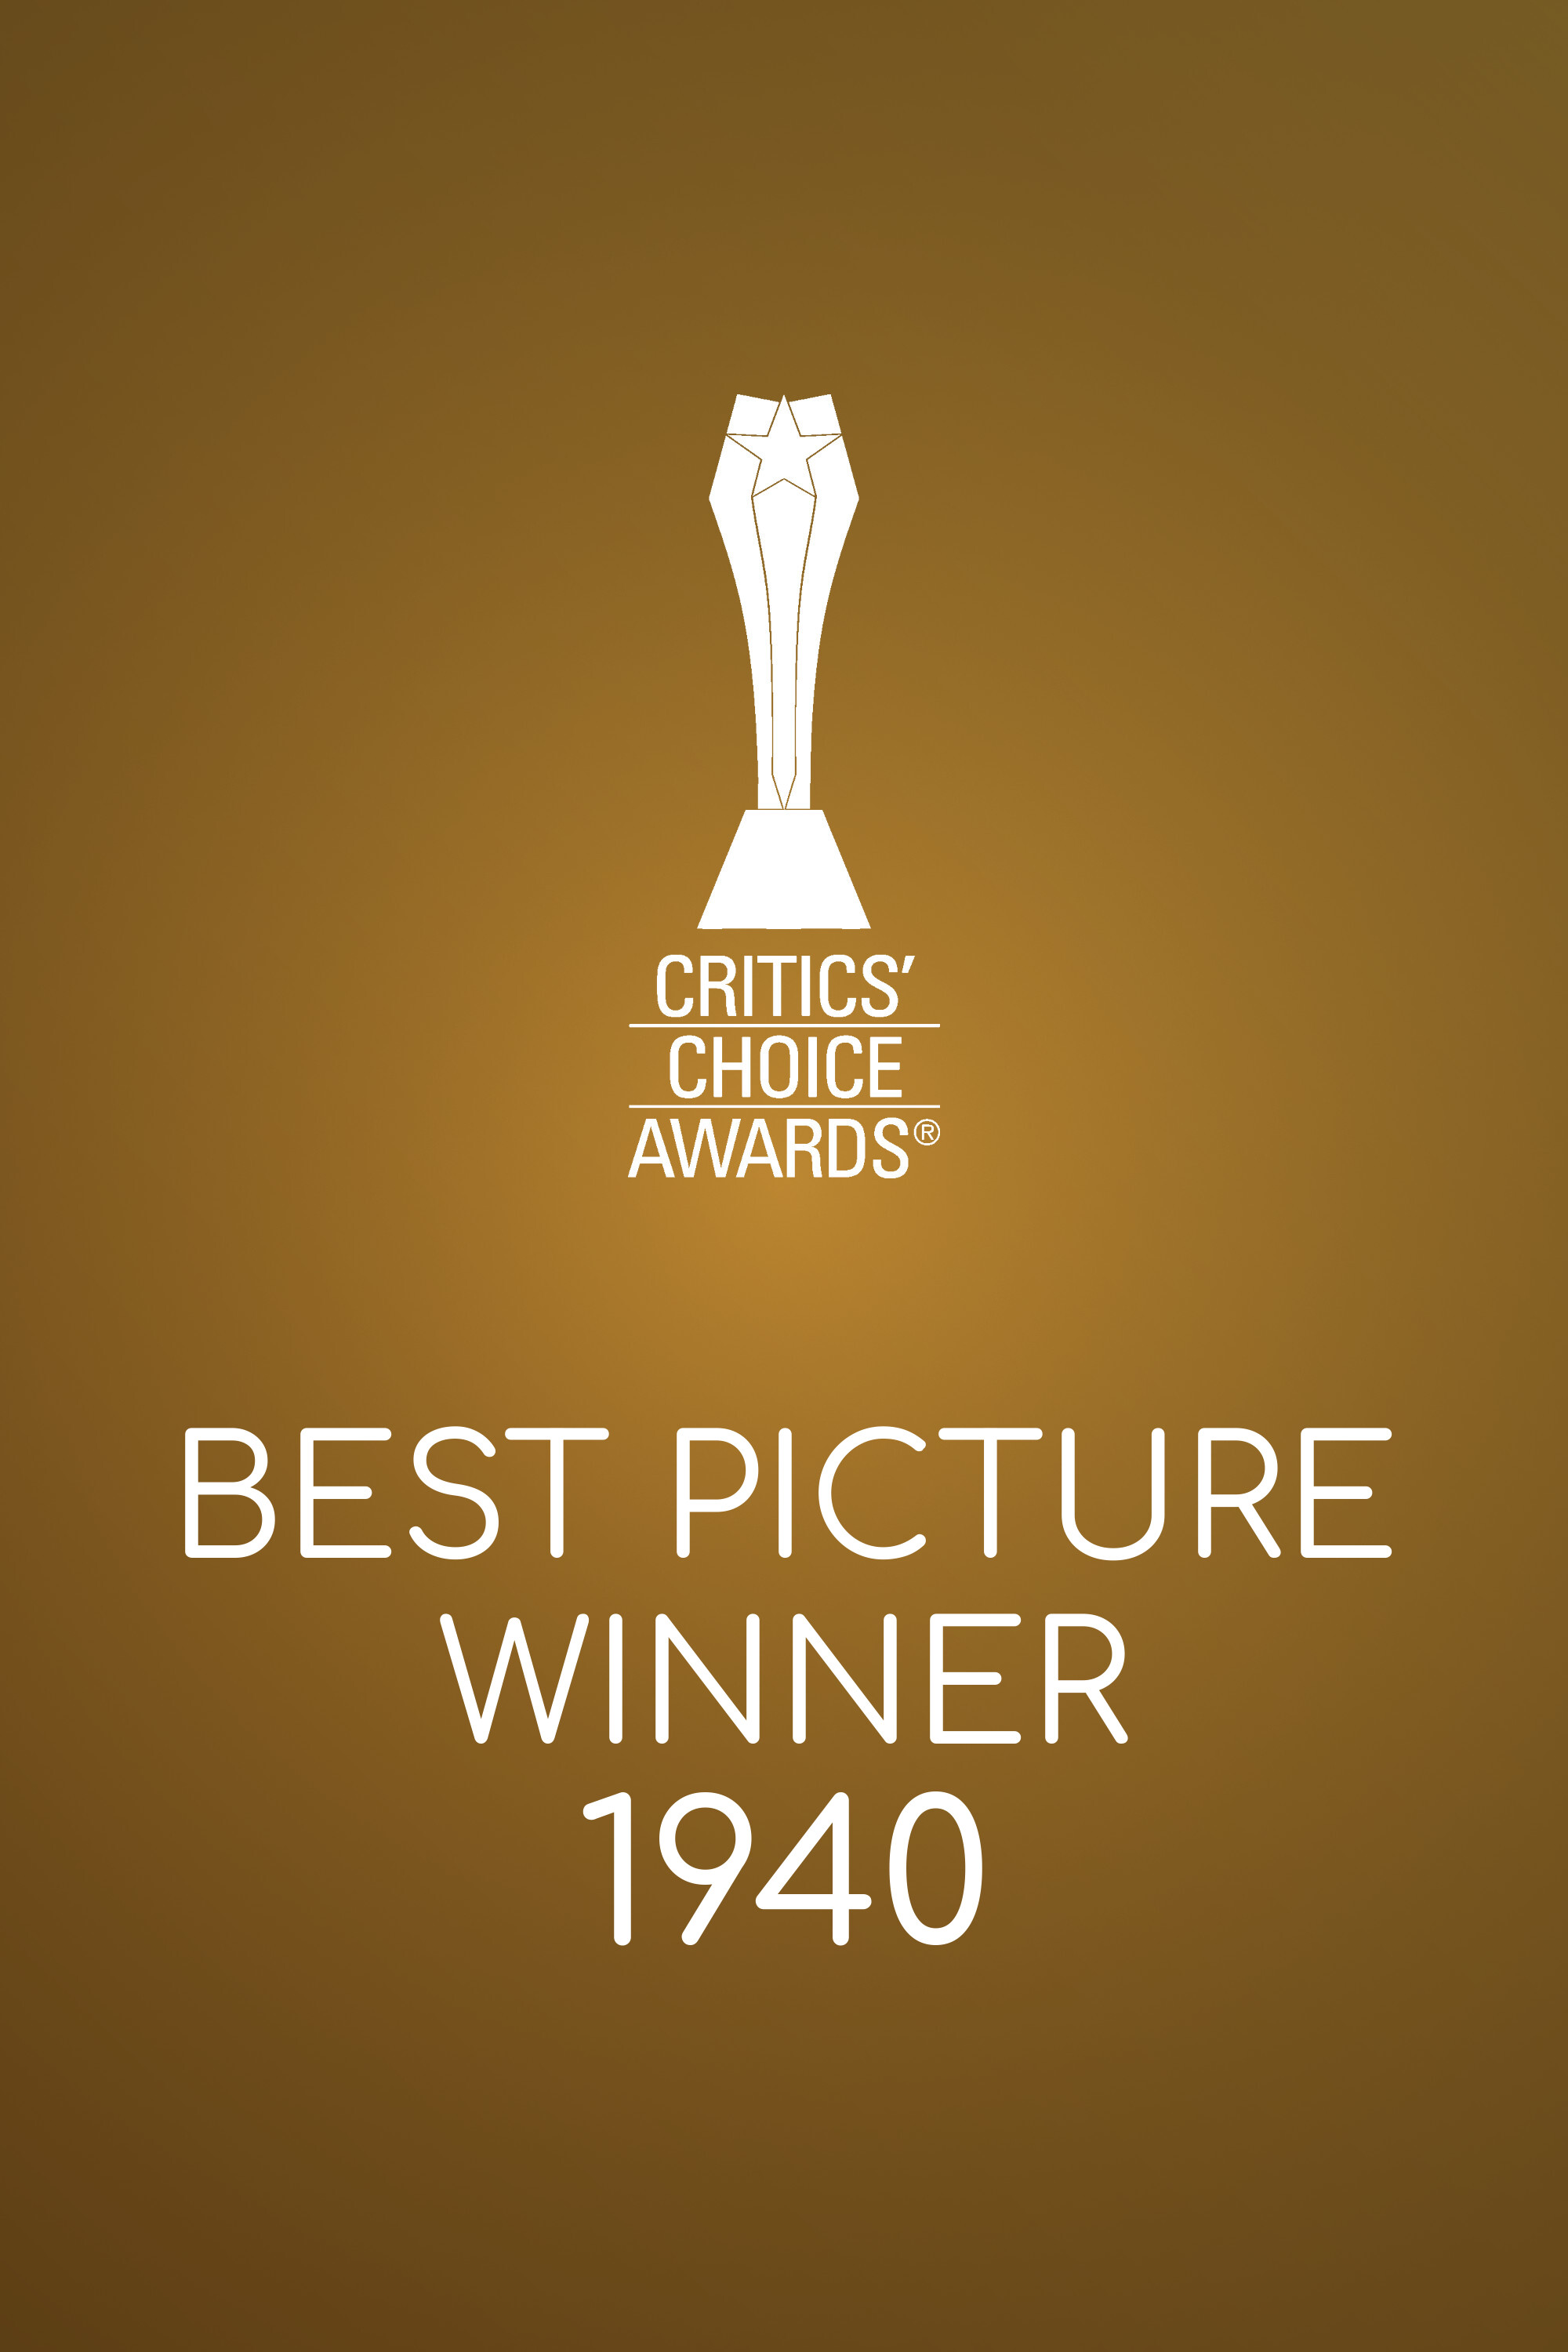 CRITICS'
CHOICE
AWARDS®
BEST PICTURE
WINNER
1940